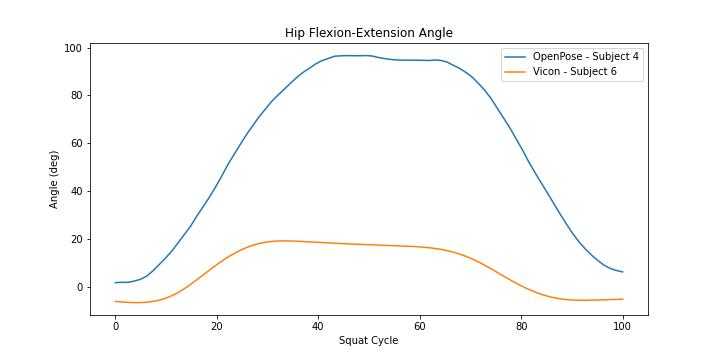 Hip Flexion-Extension Angle
OpenPose - Subject 4
Vicon - Subject 6
100
80
60
40
20
0
Angle (deg)
0 20 40 60 80 100
Squat Cycle